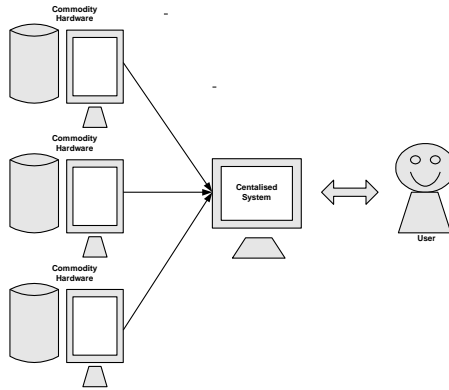 Commodity
Hardware
Commodity
Hardware
Centalised
System
User
Commodity
Hardware